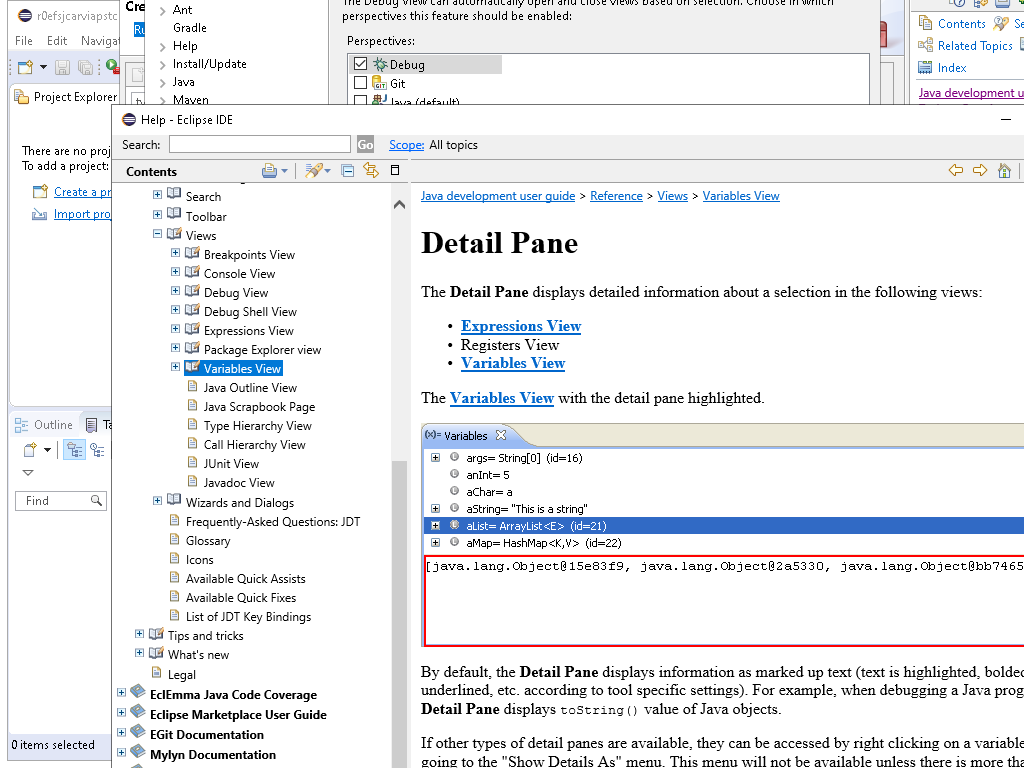 r0efsjcarviapstc
File Edit Navigat
Project Explorer
There are no proj
To add a project:
Create a pr
Import proj
Outline
Find
0 items selected
Cre
Ant
Gradle
Help
Install/Update
Java
Maven
The Debug View can automatically open and close views based on selection. Choose in which
perspectives this feature should be enabled:
Perspectives:
Debug
Git
Java (default)
Contents Se
Related Topics
Index
Java development u
Help - Eclipse IDE
Search: Go Scope: All topics
Contents
Search
Toolbar
Views
Breakpoints View
Console View
Debug View
Debug Shell View
Expressions View
Package Explorer view
Variables View
Java Outline View
Java Scrapbook Page
Type Hierarchy View
Call Hierarchy View
JUnit View
Javadoc View
Wizards and Dialogs
Frequently-Asked Questions: JDT
Glossary
Icons
Available Quick Assists
Available Quick Fixes
List of JDT Key Bindings
Tips and tricks
What's new
Legal
EclEmma Java Code Coverage
Eclipse Marketplace User Guide
EGit Documentation
Mylyn Documentation
Java development user guide > Reference > Views > Variables View
Detail Pane
The Detail Pane displays detailed information about a selection in the following views:
• Expressions View
• Registers View
• Variables View
The Variables View with the detail pane highlighted.
(x)= Variables
args= String[0] (id=16)
anInt= 5
aChar= a
aString= "This is a string"
aList= ArrayList<E> (id=21)
aMap= HashMap<K,V> (id=22)
[java.lang.Object@15e83f9, java.lang.Object@2a5330, java.lang.Object@bb7465
By default, the Detail Pane displays information as marked up text (text is highlighted, bolded
underlined, etc. according to tool specific settings). For example, when debugging a Java prog
Detail Pane displays toString() value of Java objects.
If other types of detail panes are available, they can be accessed by right clicking on a variable
going to the "Show Details As" menu. This menu will not be available unless there is more tha